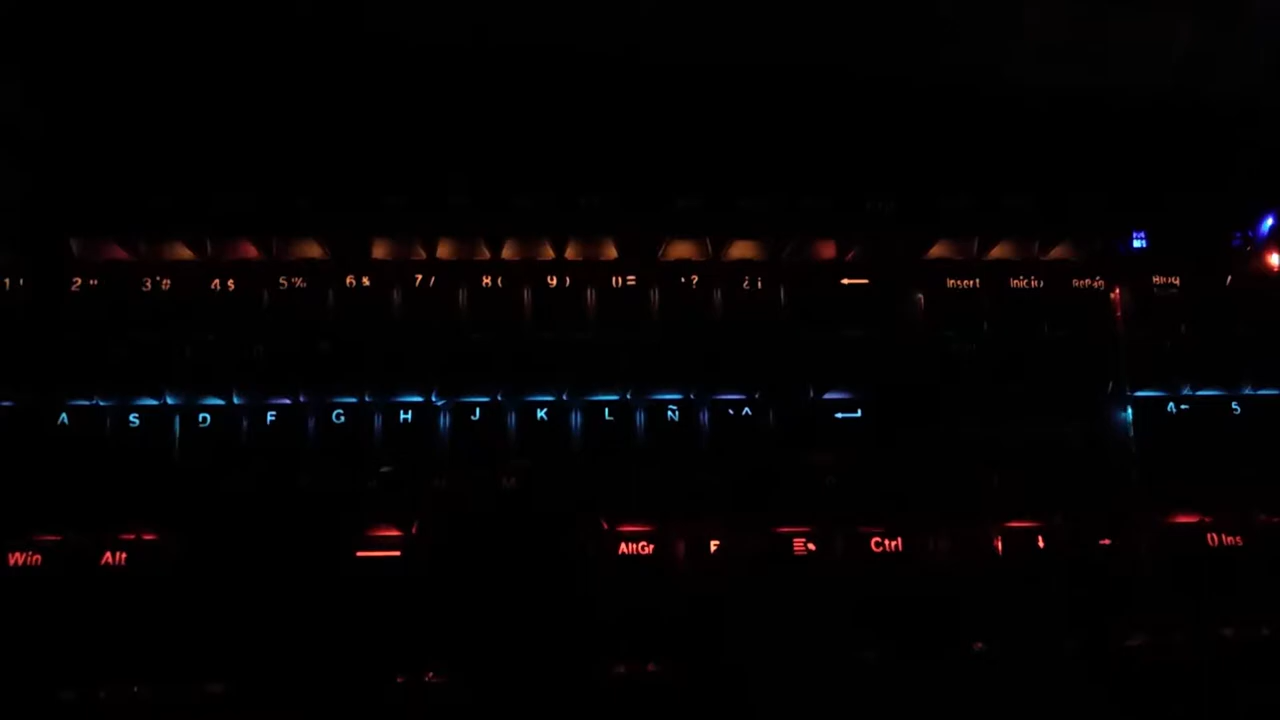 1 ! 2 " 3 # 4 $ 5 % 6 & 7 / 8 ( 9 ) 0 = ' ? ¿ ¡ ← Insert Inicio RePág Bloq /
A S D F G H J K L Ñ ` ^ ↵ 4← 5
Win Alt AltGr F Ctrl ↓ → 0 Ins